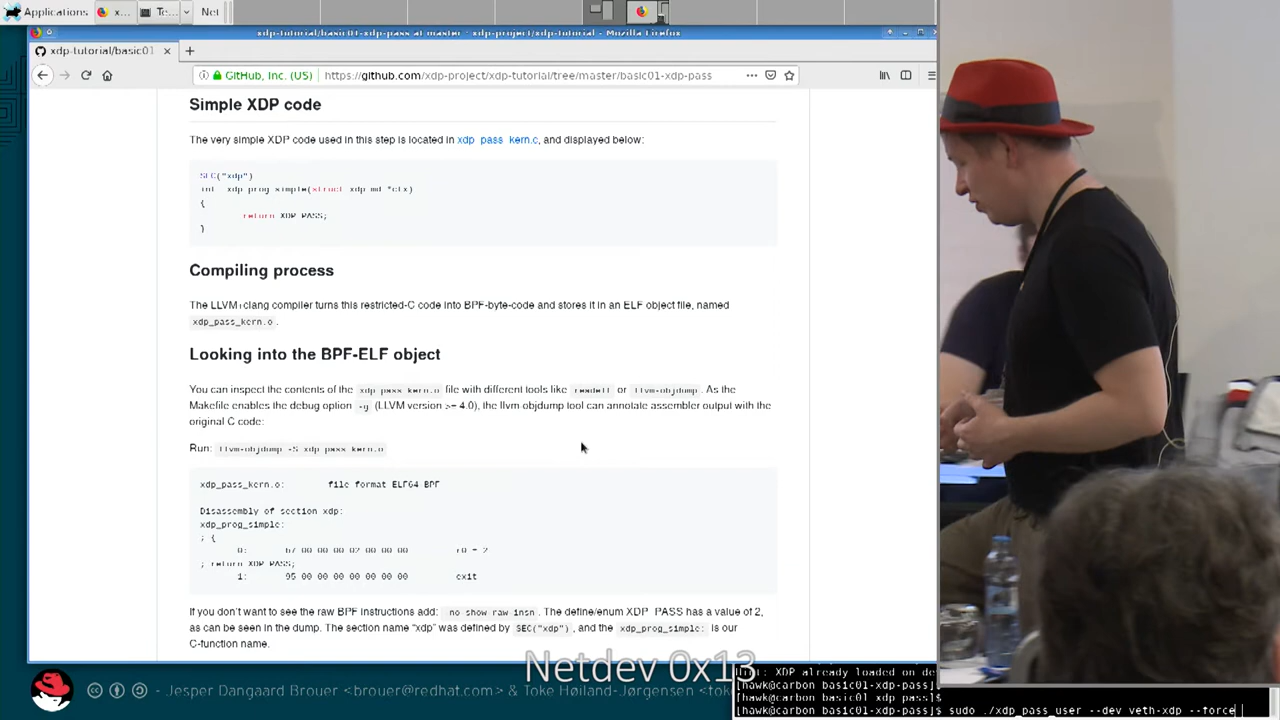 Applications
x...
Te...
Net
xdp-tutorial/basic01-xdp-pass at master · xdp-project/xdp-tutorial - Mozilla Firefox
xdp-tutorial/basic01
GitHub, Inc. (US)
https://github.com/xdp-project/xdp-tutorial/tree/master/basic01-xdp-pass
Simple XDP code
The very simple XDP code used in this step is located in xdp_pass_kern.c, and displayed below:
SEC("xdp")
int  xdp_prog_simple(struct xdp_md *ctx)
{
return XDP_PASS;
}
Compiling process
The LLVM+clang compiler turns this restricted-C code into BPF-byte-code and stores it in an ELF object file, named
xdp_pass_kern.o .
Looking into the BPF-ELF object
You can inspect the contents of the xdp_pass_kern.o file with different tools like readelf or llvm-objdump . As the
Makefile enables the debug option -g (LLVM version >= 4.0), the llvm-objdump tool can annotate assembler output with the
original C code:
Run: llvm-objdump -S xdp_pass_kern.o
xdp_pass_kern.o: file format ELF64-BPF
Disassembly of section xdp:
xdp_prog_simple:
; {
0: b7 00 00 00 02 00 00 00 r0 = 2
; return XDP_PASS;
1: 95 00 00 00 00 00 00 00 exit
If you don't want to see the raw BPF instructions add: -no-show-raw-insn . The define/enum XDP_PASS has a value of 2,
as can be seen in the dump. The section name "xdp" was defined by SEC("xdp") , and the xdp_prog_simple: is our
C-function name.
Netdev 0x13
Jesper Dangaard Brouer <brouer@redhat.com> & Toke Høiland-Jørgensen <tok
Hint: XDP already loaded on de
[hawk@carbon basic01-xdp-pass]
[hawk@carbon basic01-xdp-pass]$
[hawk@carbon basic01-xdp-pass]$ sudo ./xdp_pass_user --dev veth-xdp --force